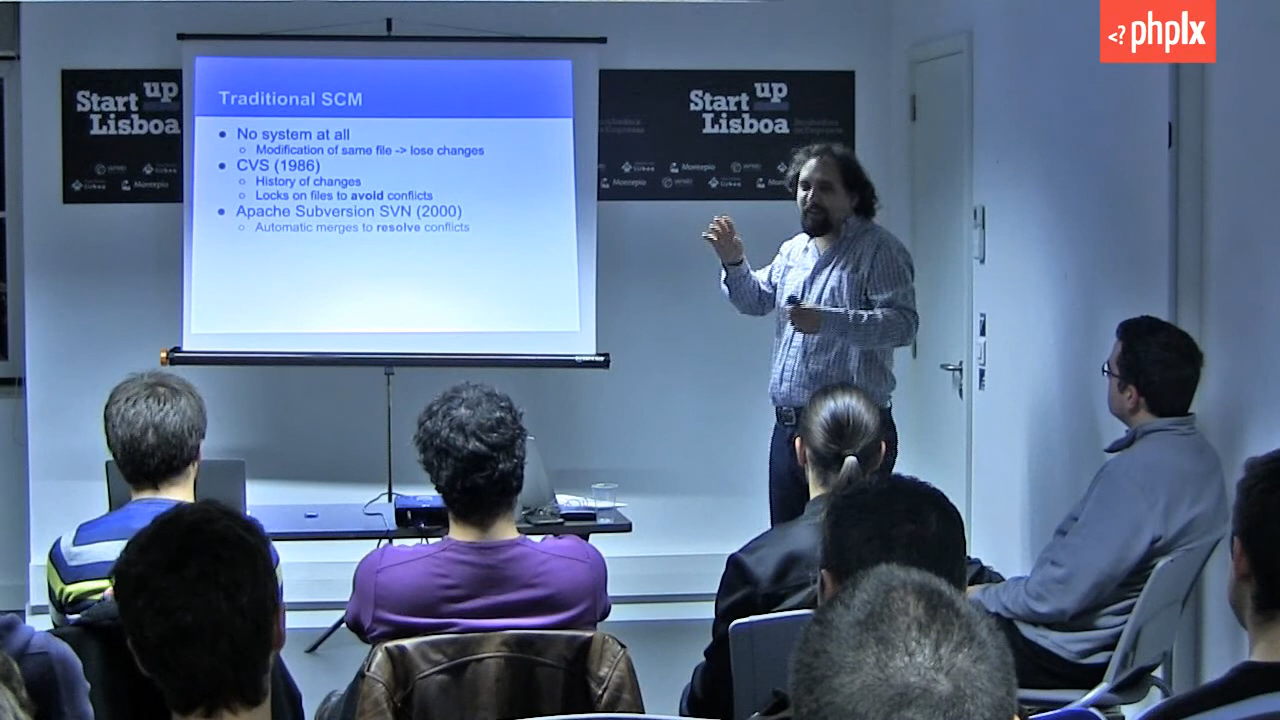 <? phplx
Start up
Lisboa
Start up
Lisboa
Montepio
Montepio
Traditional SCM
● No system at all
○ Modification of same file -> lose changes
● CVS (1986)
○ History of changes
○ Locks on files to avoid conflicts
● Apache Subversion SVN (2000)
○ Automatic merges to resolve conflicts